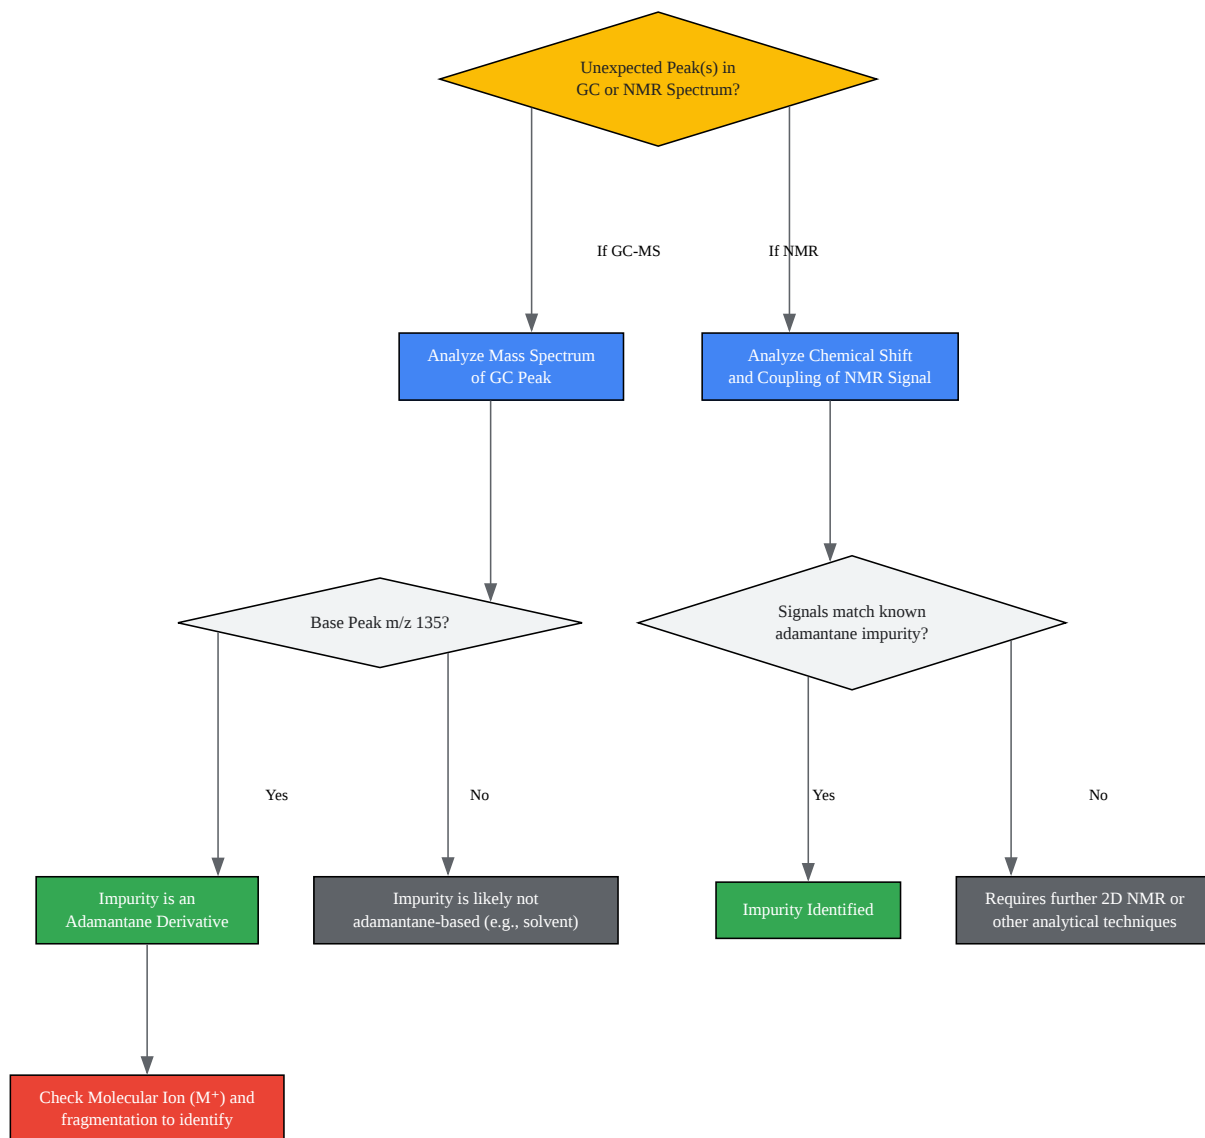 Unexpected Peak(s) in
GC or NMR Spectrum?
If GC-MS
If NMR
Analyze Mass Spectrum
of GC Peak
Analyze Chemical Shift
and Coupling of NMR Signal
Base Peak m/z 135?
Signals match known
adamantane impurity?
Yes
No
Yes
No
Impurity is an
Adamantane Derivative
Impurity is likely not
adamantane-based (e.g., solvent)
Impurity Identified
Requires further 2D NMR or
other analytical techniques
Check Molecular Ion (M⁺) and
fragmentation to identify